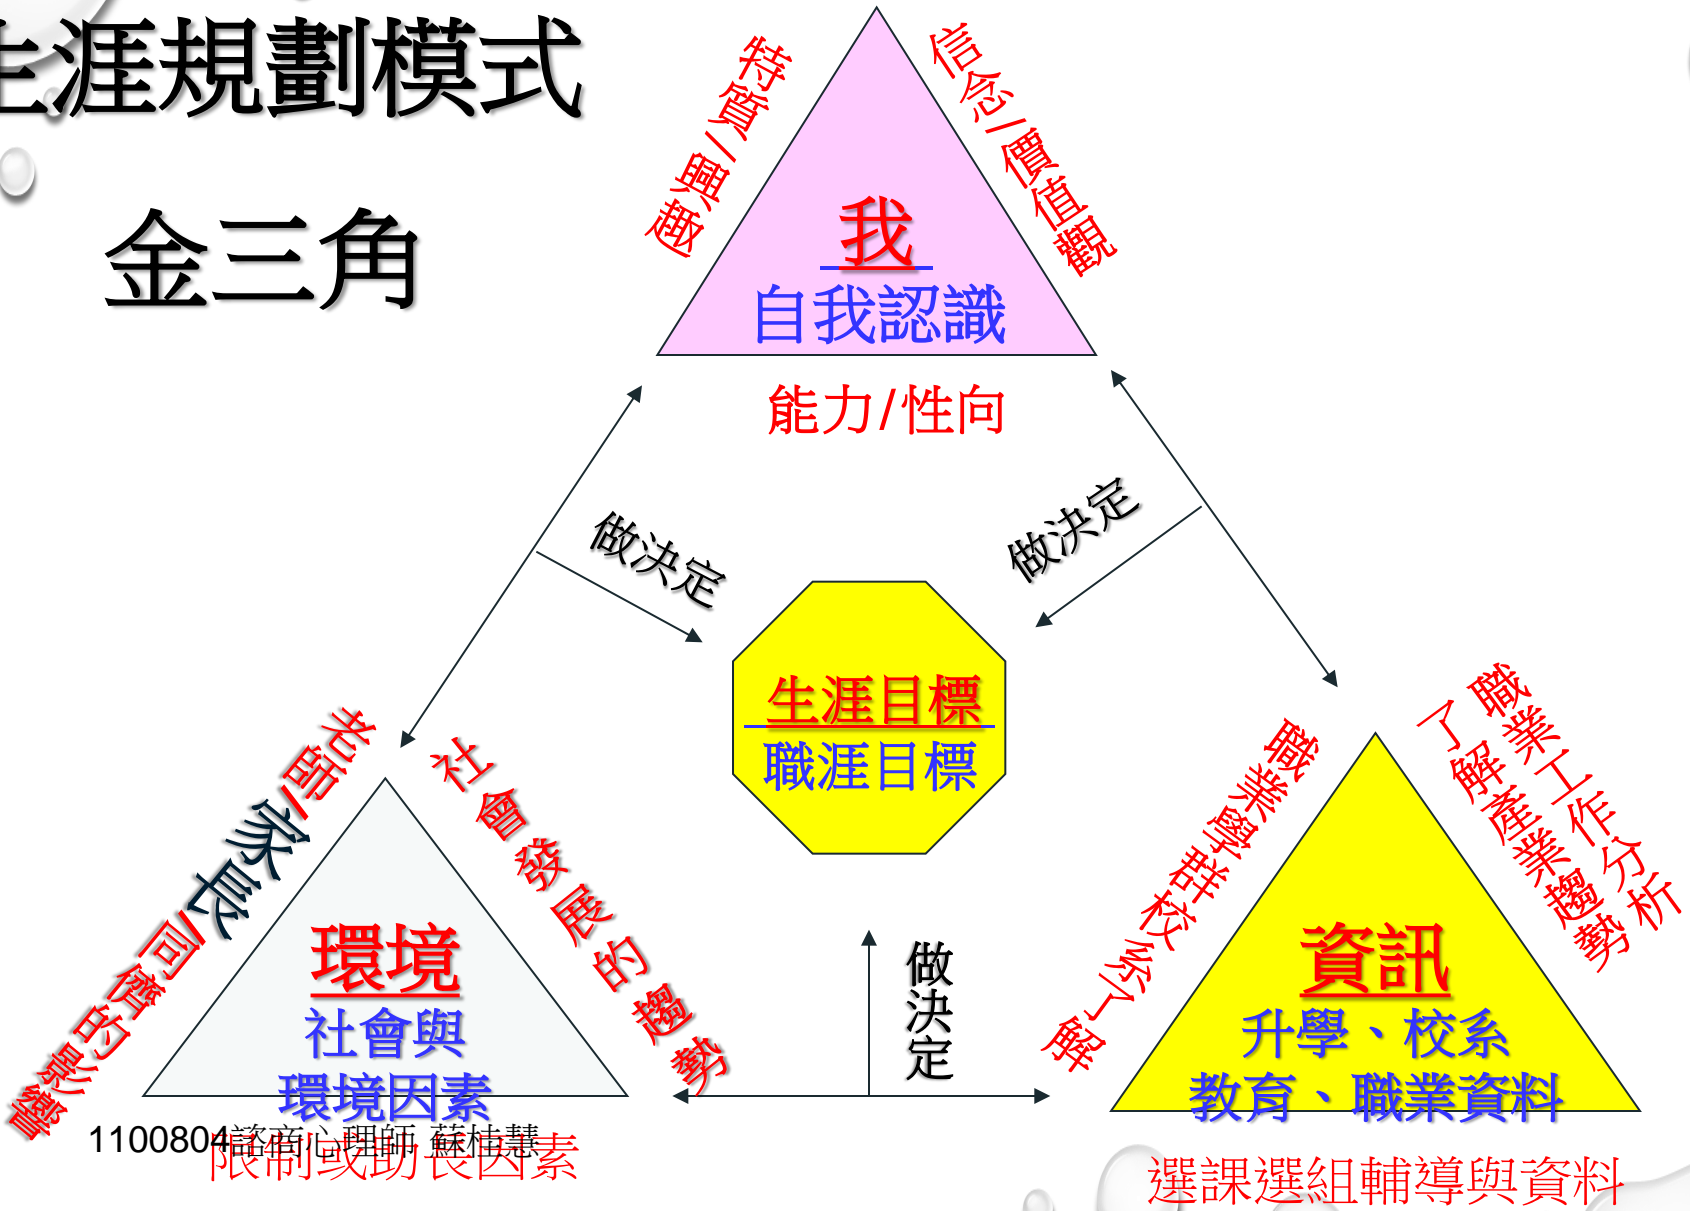 生涯規劃模式
金三角
特質/興趣
信念/價值觀
我
自我認識
能力/性向
做決定
做決定
生涯目標
職涯目標
老師/家長/同儕的影響
社會發展的趨勢
環境
社會與
環境因素
限制或助長因素
做決定
職業學群校系了解
職業工作分析
了解產業趨勢
資訊
升學、校系
教育、職業資料
選課選組輔導與資料
1100804諮商心理師 蘇桂慧